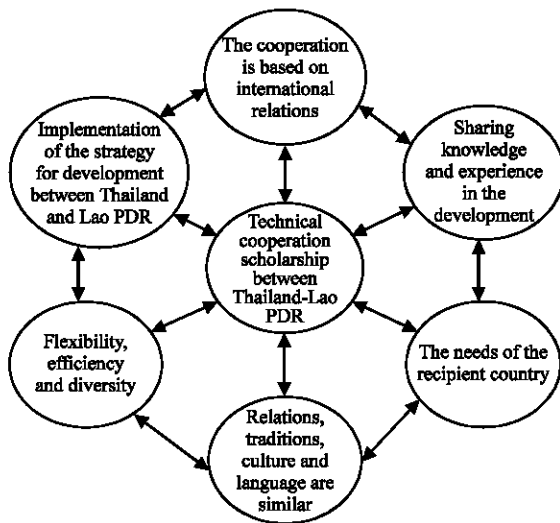 The cooperation
is based on
international
relations
Implementation
of the strategy
for development
between Thailand
and Lao PDR
Sharing
knowledge
and experience
in the
development
Technical
cooperation
scholarship
between
Thailand-Lao
PDR
Flexibility,
efficiency
and diversity
The needs of the
recipient country
Relations,
traditions,
culture and
language are
similar